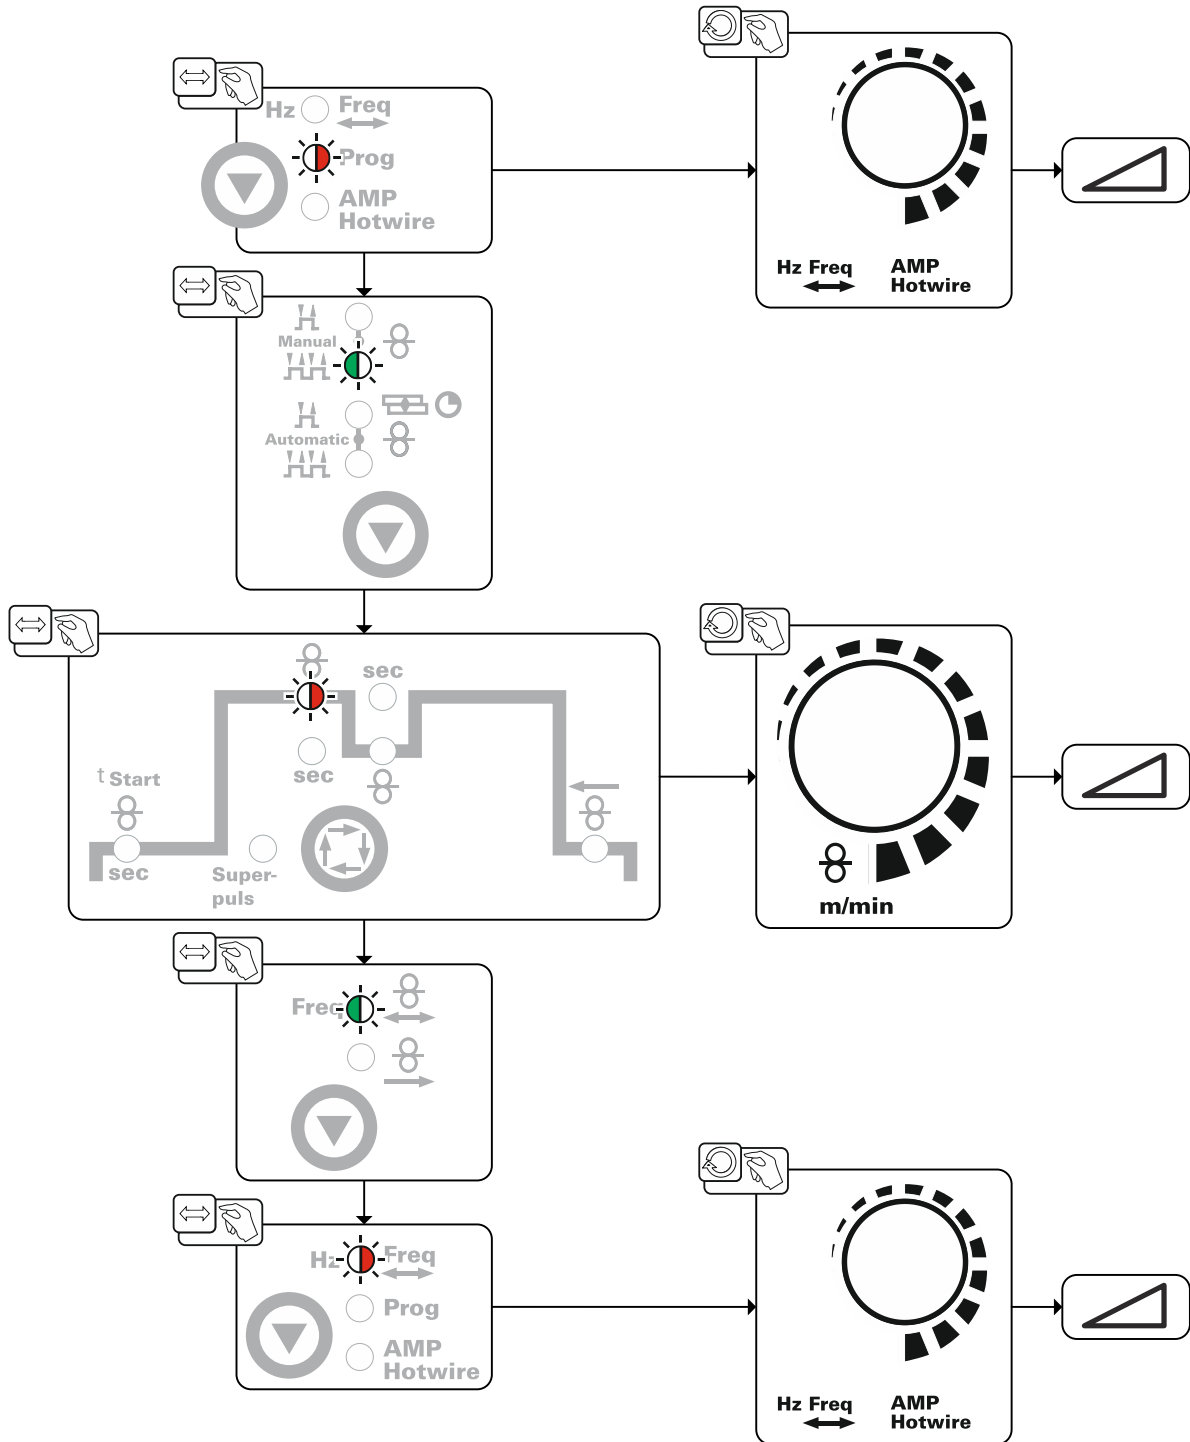 Hz Freq
Prog
AMP
Hotwire
Hz Freq AMP
Hotwire
Manual
Automatic
sec
sec
t Start
sec
Super-
puls
m/min
Freq
Hz Freq
Prog
AMP
Hotwire
Hz Freq AMP
Hotwire